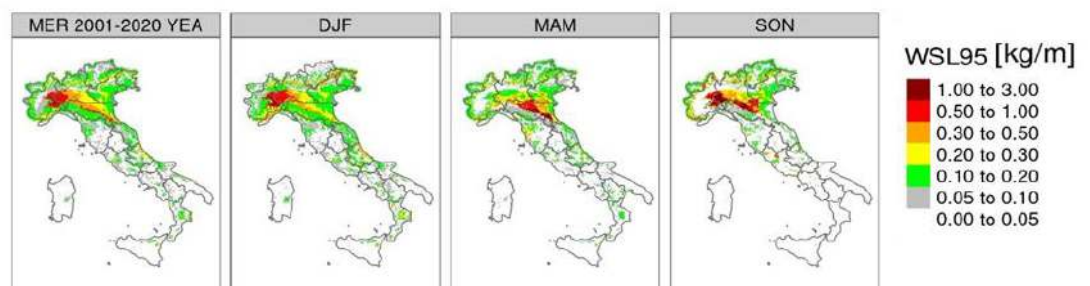 MER 2001-2020 YEA
DJF
MAM
SON
WSL95 [kg/m]
1.00 to 3.00
0.50 to 1.00
0.30 to 0.50
0.20 to 0.30
0.10 to 0.20
0.05 to 0.10
0.00 to 0.05